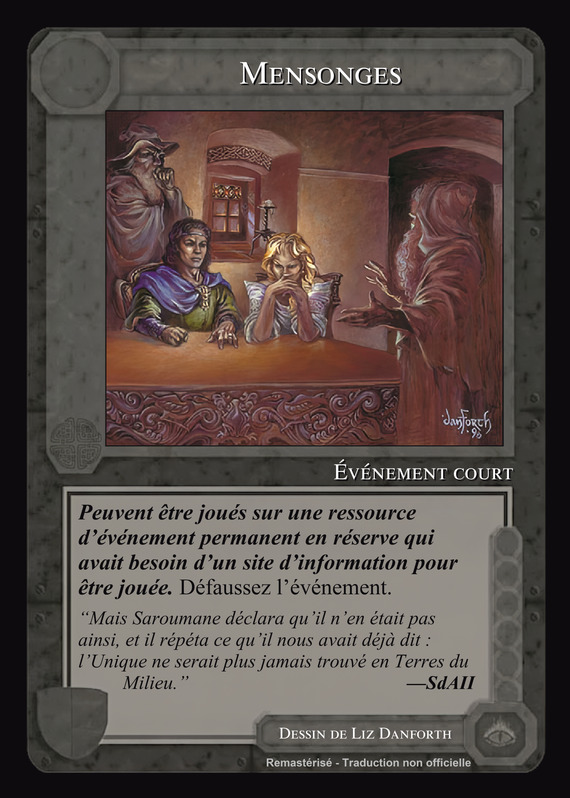 Mensonges
danForth
.90
Événement court
Peuvent être joués sur une ressource
d'événement permanent en réserve qui
avait besoin d'un site d'information pour
être jouée. Défaussez l'événement.
“Mais Saroumane déclara qu'il n'en était pas
ainsi, et il répéta ce qu'il nous avait déjà dit :
l'Unique ne serait plus jamais trouvé en Terres du
Milieu.” —SdAII
Dessin de Liz Danforth
Remastérisé - Traduction non officielle